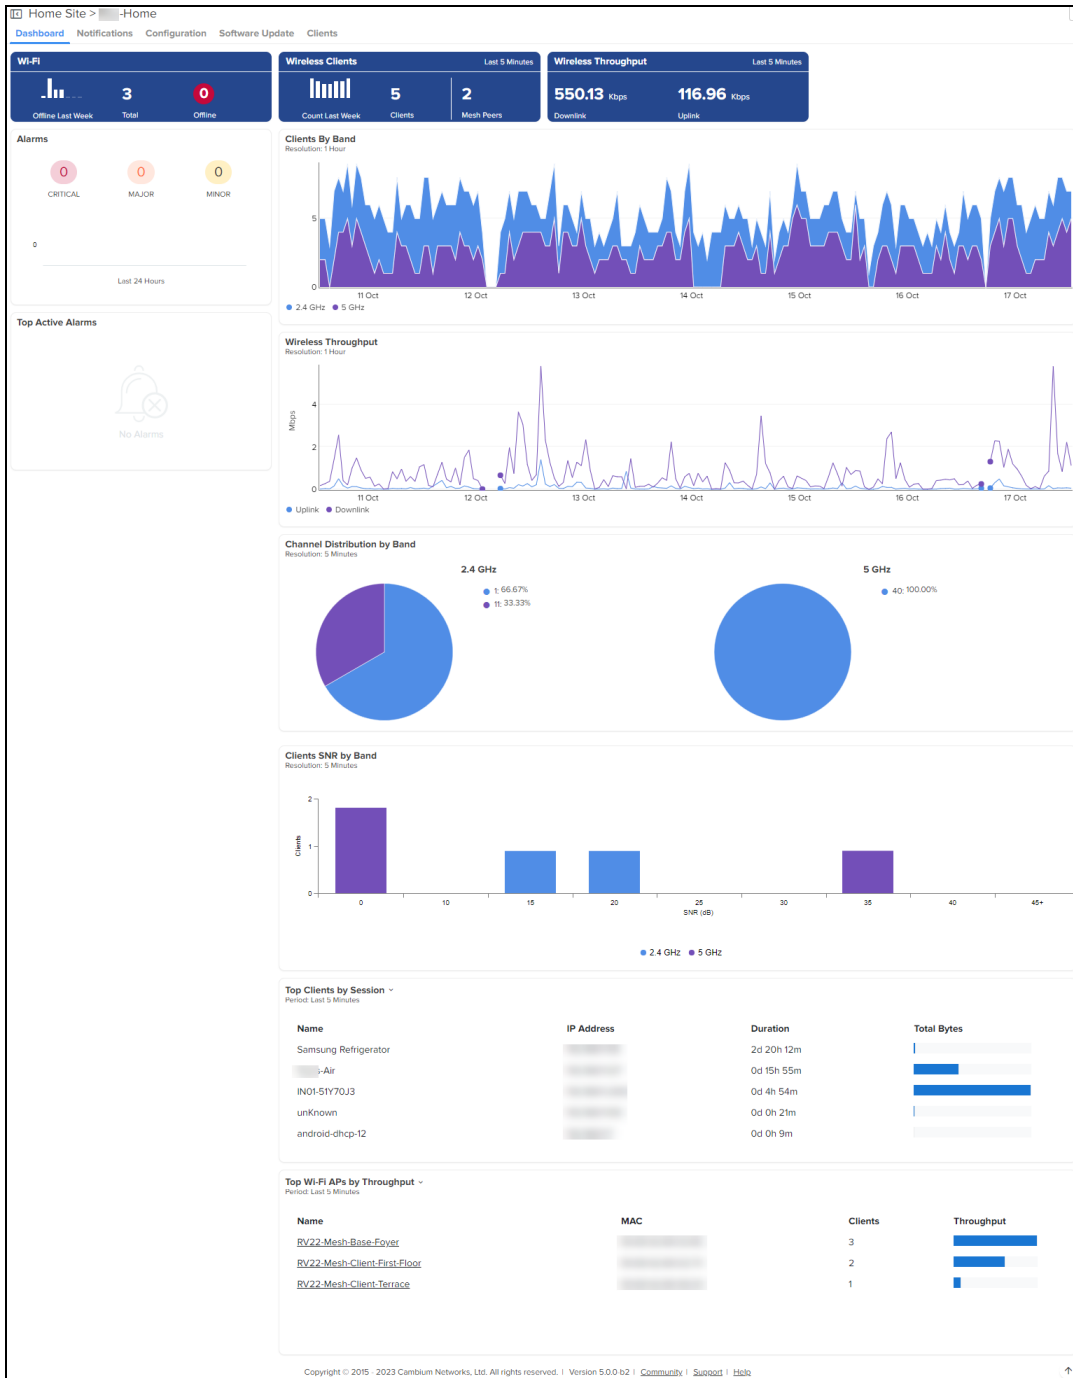 Home Site > -Home
Dashboard Notifications Configuration Software Update Clients
Wi-Fi
3
0
Offline Last Week Total Offline
Wireless Clients Last 5 Minutes
5 2
Count Last Week Clients Mesh Peers
Wireless Throughput Last 5 Minutes
550.13 Kbps 116.96 Kbps
Downlink Uplink
Alarms
0 0 0
CRITICAL MAJOR MINOR
0
Last 24 Hours
Top Active Alarms
No Alarms
Clients By Band
Resolution: 1 Hour
5
0
11 Oct 12 Oct 13 Oct 14 Oct 15 Oct 16 Oct 17 Oct
2.4 GHz 5 GHz
Wireless Throughput
Resolution: 1 Hour
Mbps
4
2
0
11 Oct 12 Oct 13 Oct 14 Oct 15 Oct 16 Oct 17 Oct
Uplink Downlink
Channel Distribution by Band
Resolution: 5 Minutes
2.4 GHz
1: 66.67%
11: 33.33%
5 GHz
40: 100.00%
Clients SNR by Band
Resolution: 5 Minutes
Clients
2
1
0
0 10 15 20 25 30 35 40 45+
SNR (dB)
2.4 GHz 5 GHz
Top Clients by Session
Period: Last 5 Minutes
Name IP Address Duration Total Bytes
Samsung Refrigerator 2d 20h 12m
-Air 0d 15h 55m
IN01-51Y70J3 0d 4h 54m
unKnown 0d 0h 21m
android-dhcp-12 0d 0h 9m
Top Wi-Fi APs by Throughput
Period: Last 5 Minutes
Name MAC Clients Throughput
RV22-Mesh-Base-Foyer 3
RV22-Mesh-Client-First-Floor 2
RV22-Mesh-Client-Terrace 1
Copyright © 2015 - 2023 Cambium Networks, Ltd. All rights reserved. | Version 5.0.0-b2 | Community | Support | Help